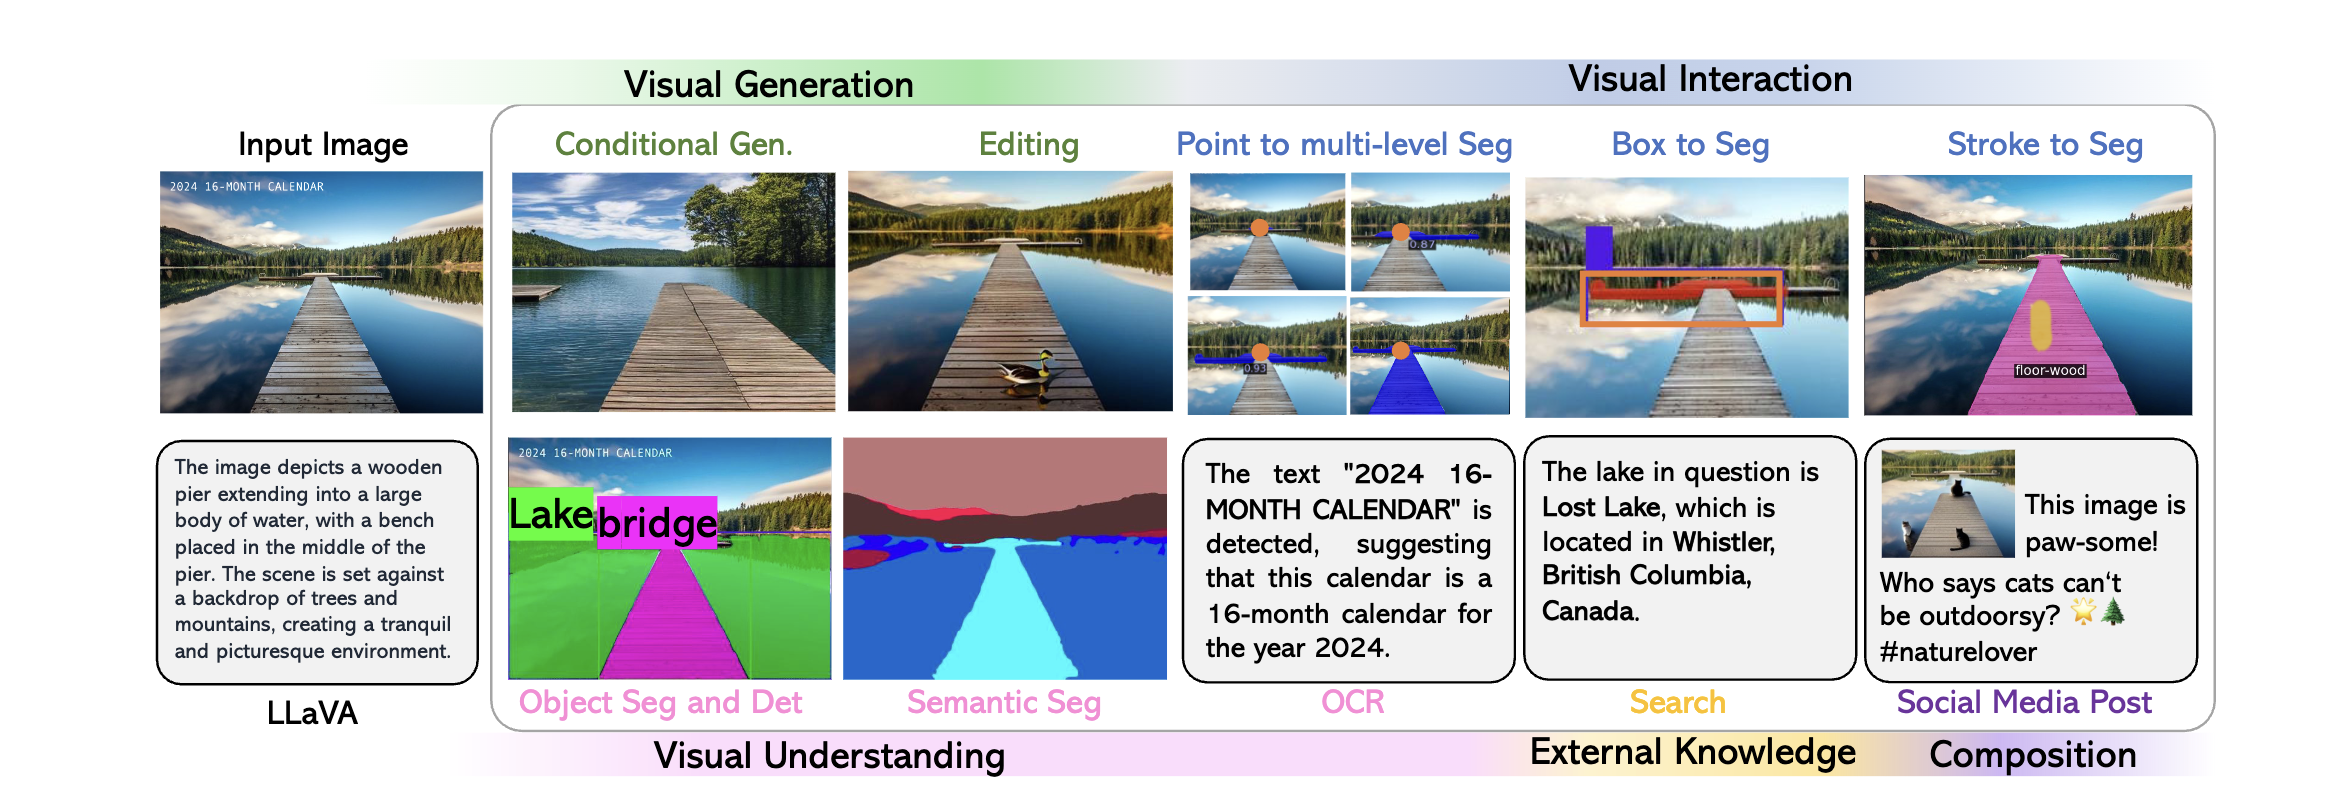 Visual Generation
Visual Interaction
Input Image
Conditional Gen.
Editing
Point to multi-level Seg
Box to Seg
Stroke to Seg
2024 16-MONTH CALENDAR
0.87
0.93
floor-wood
The image depicts a wooden
pier extending into a large
body of water, with a bench
placed in the middle of the
pier. The scene is set against
a backdrop of trees and
mountains, creating a tranquil
and picturesque environment.
LLaVA
2024 16-MONTH CALENDAR
Lake
bridge
Object Seg and Det
Semantic Seg
The text "2024 16-
MONTH CALENDAR" is
detected, suggesting
that this calendar is a
16-month calendar for
the year 2024.
OCR
The lake in question is
Lost Lake, which is
located in Whistler,
British Columbia,
Canada.
Search
This image is
paw-some!
Who says cats can‘t
be outdoorsy? 🌟🌲
#naturelover
Social Media Post
Visual Understanding
External Knowledge
Composition